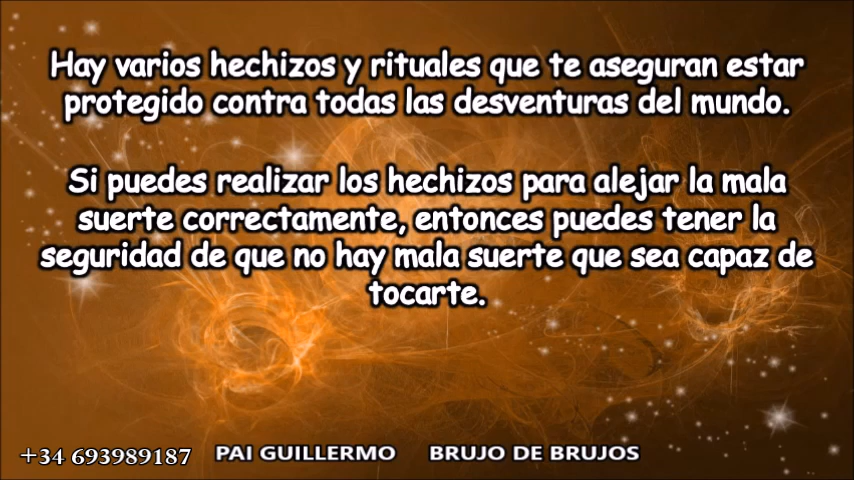 Hay varios hechizos y rituales que te aseguran estar
protegido contra todas las desventuras del mundo.
Si puedes realizar los hechizos para alejar la mala
suerte correctamente, entonces puedes tener la
seguridad de que no hay mala suerte que sea capaz de
tocarte.
+34 693989187 PAI GUILLERMO BRUJO DE BRUJOS